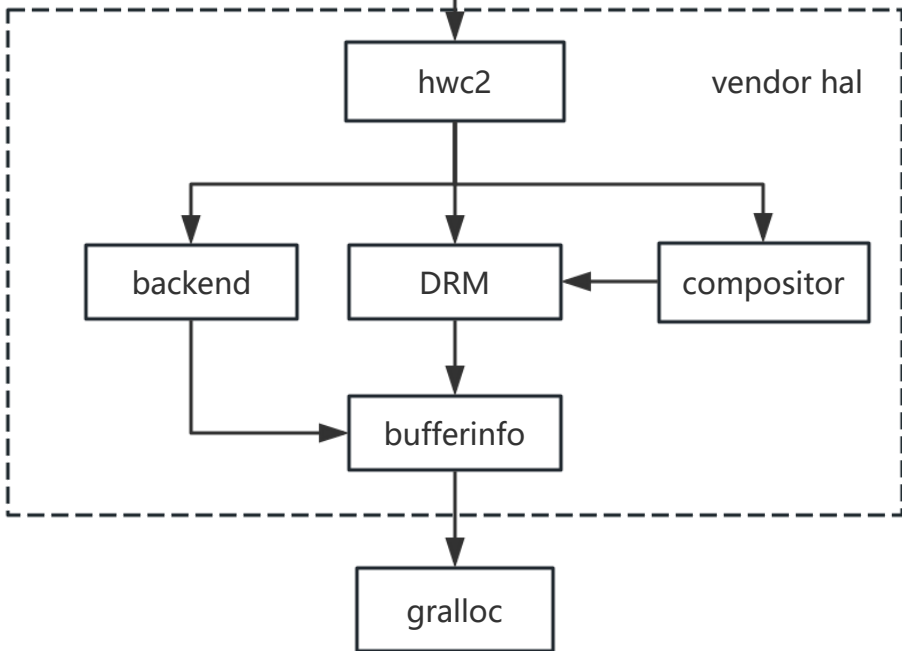 hwc2
vendor hal
backend
DRM
compositor
bufferinfo
gralloc